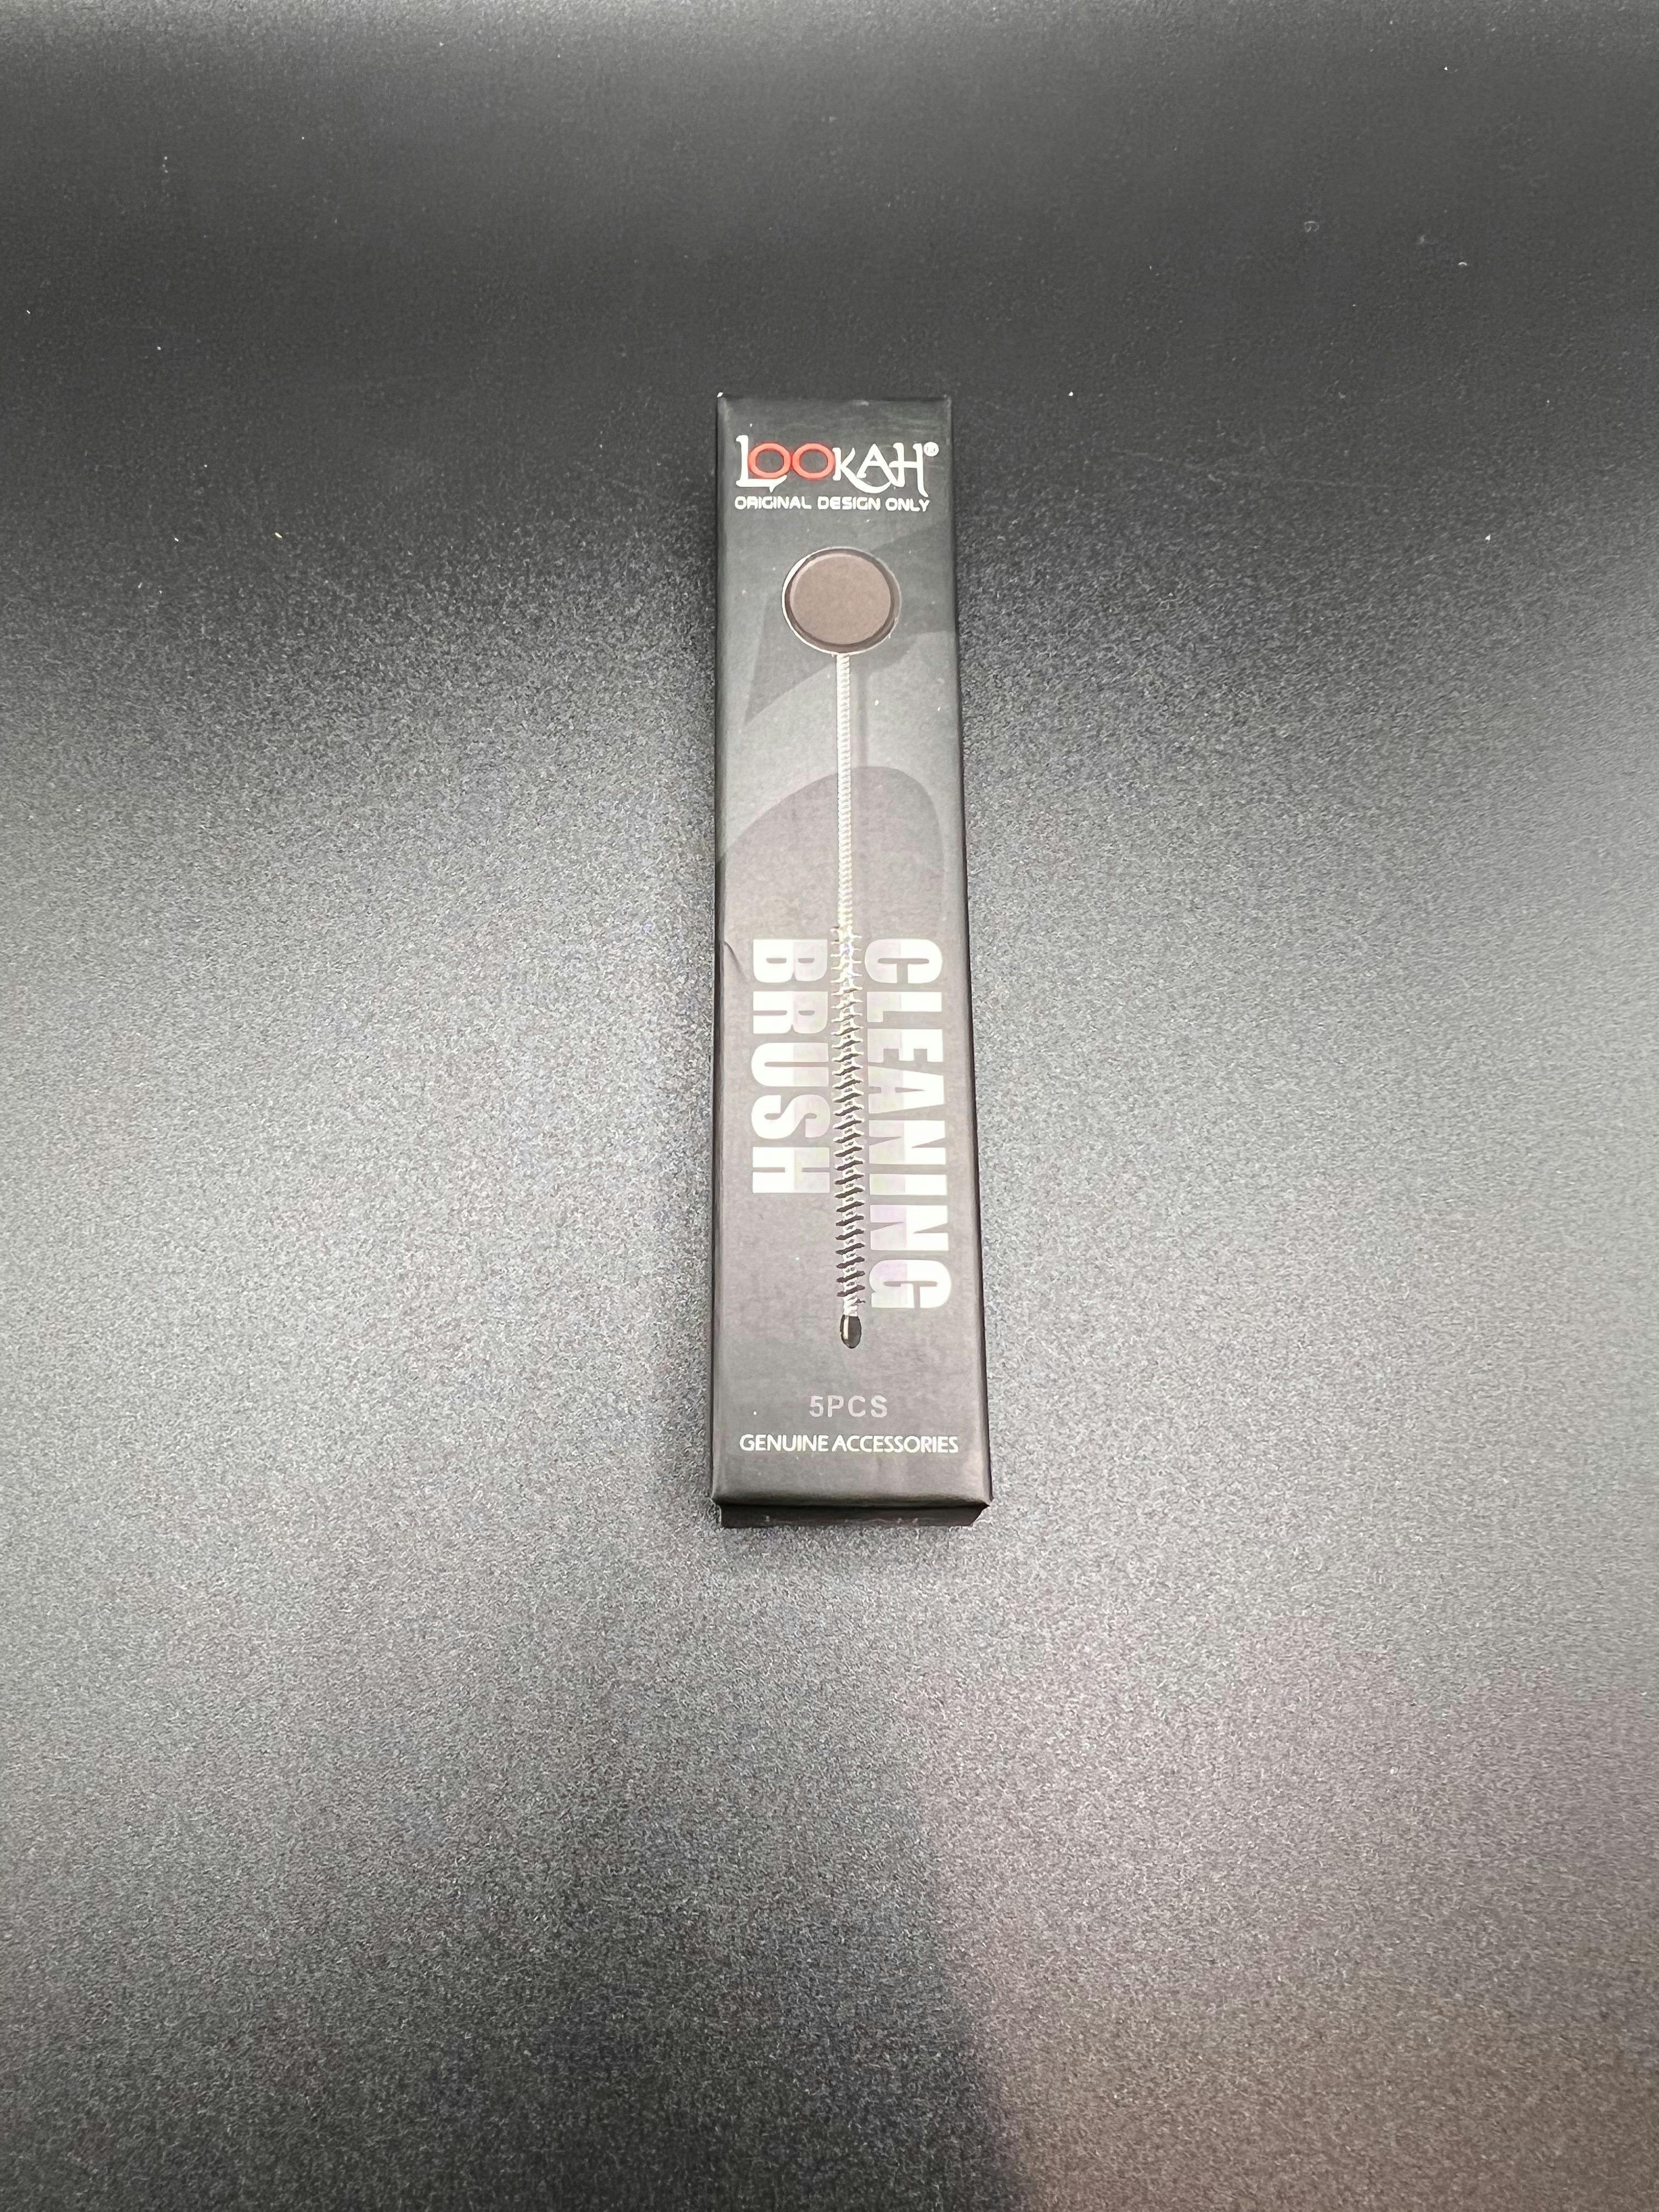 LOOKAH®
ORIGINAL DESIGN ONLY
CLEANING
BRUSH
5PCS
GENUINE ACCESSORIES